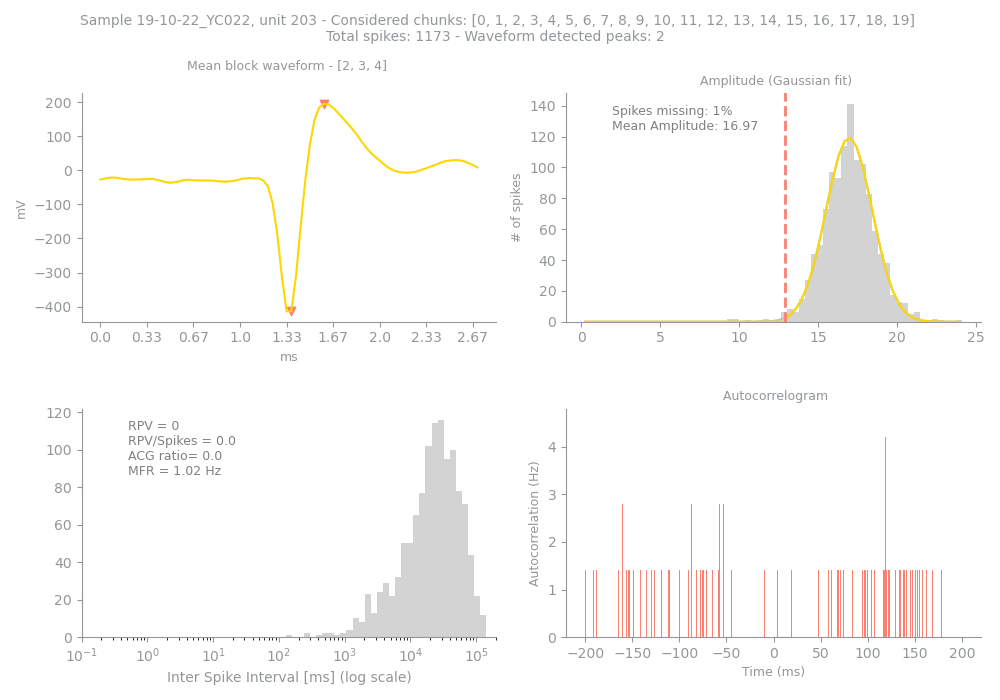 Sample 19-10-22_YC022, unit 203 - Considered chunks: [0, 1, 2, 3, 4, 5, 6, 7, 8, 9, 10, 11, 12, 13, 14, 15, 16, 17, 18, 19]
Total spikes: 1173 - Waveform detected peaks: 2
Mean block waveform - [2, 3, 4]
200
100
0
−100
−200
−300
−400
mV
0.0 0.33 0.67 1.0 1.33 1.67 2.0 2.33 2.67
ms
Amplitude (Gaussian fit)
Spikes missing: 1%
Mean Amplitude: 16.97
140
120
100
80
60
40
20
0
# of spikes
0 5 10 15 20 25
RPV = 0
RPV/Spikes = 0.0
ACG ratio= 0.0
MFR = 1.02 Hz
120
100
80
60
40
20
0
10⁻¹ 10⁰ 10¹ 10² 10³ 10⁴ 10⁵
Inter Spike Interval [ms] (log scale)
Autocorrelogram
4
3
2
1
0
Autocorrelation (Hz)
−200 −150 −100 −50 0 50 100 150 200
Time (ms)